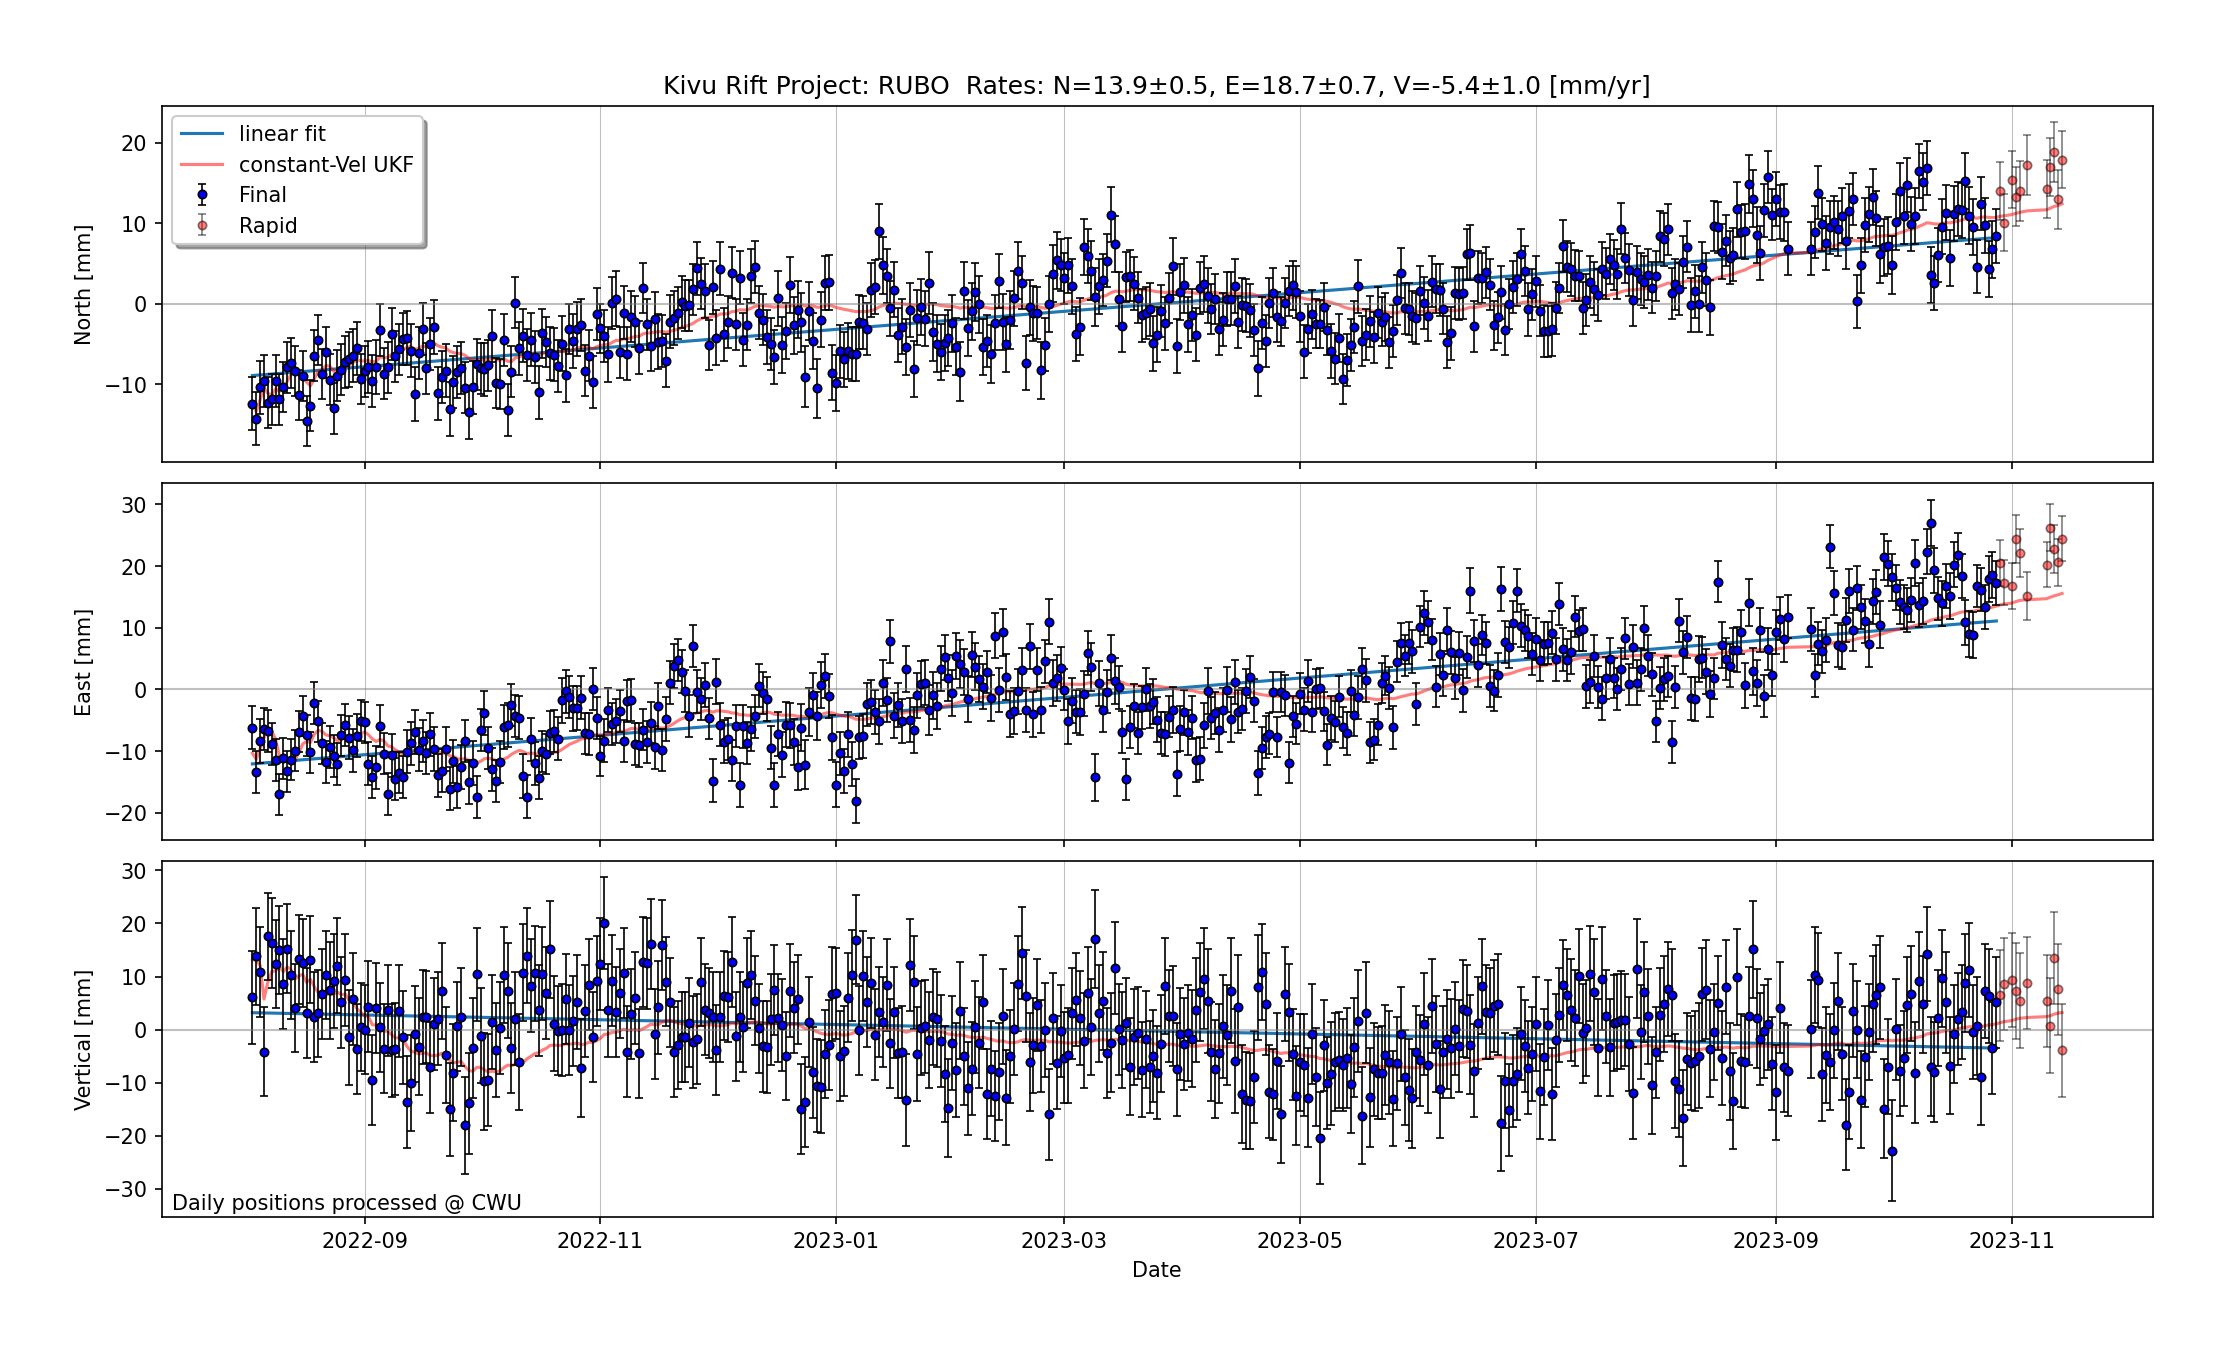 Kivu Rift Project: RUBO  Rates: N=13.9±0.5, E=18.7±0.7, V=-5.4±1.0 [mm/yr]
linear fit
constant-Vel UKF
Final
Rapid
North [mm]
20
10
0
−10
East [mm]
30
20
10
0
−10
−20
Vertical [mm]
30
20
10
0
−10
−20
−30
Daily positions processed @ CWU
2022-09 2022-11 2023-01 2023-03 2023-05 2023-07 2023-09 2023-11
Date